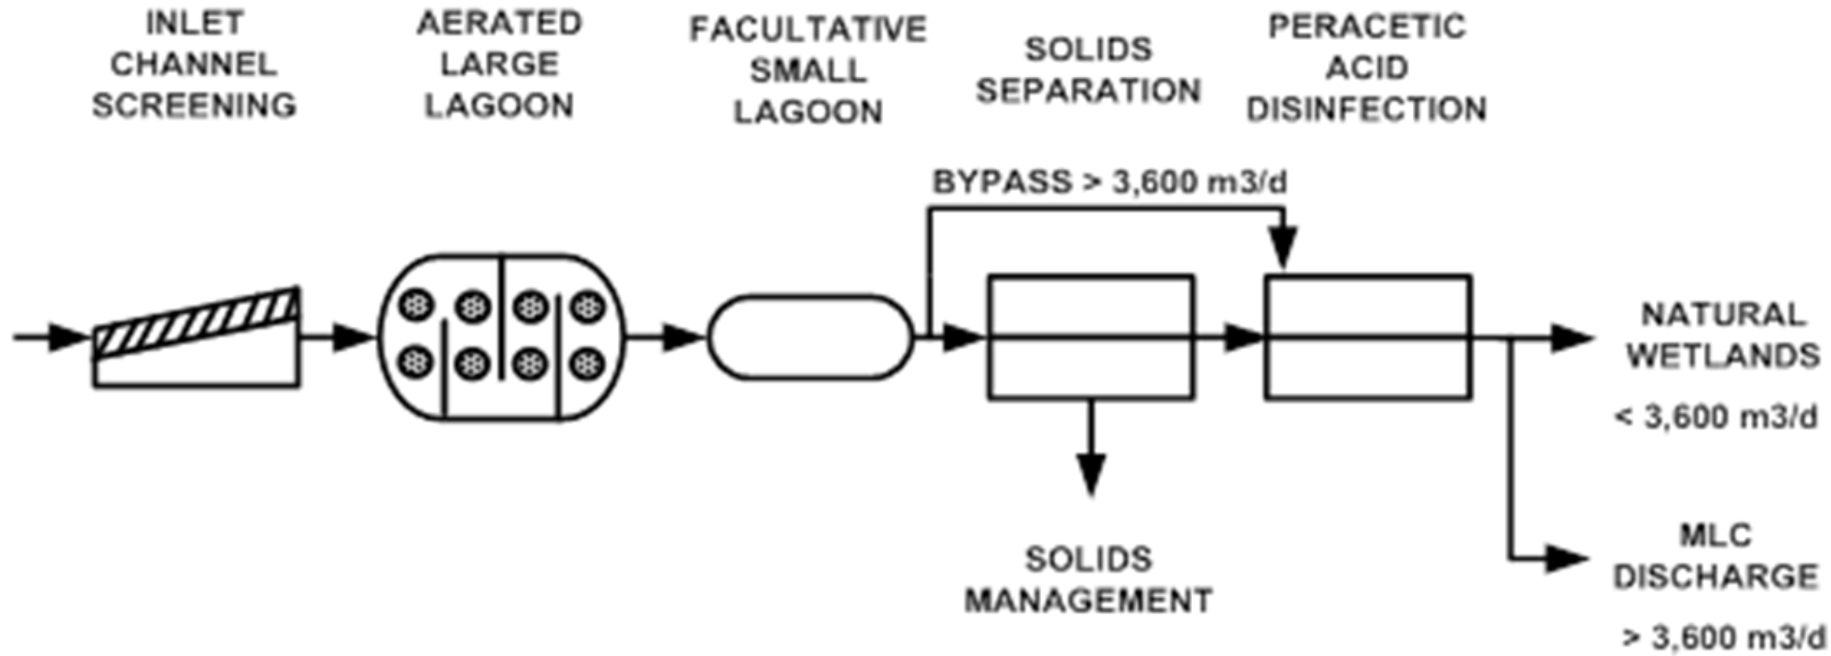 INLET
CHANNEL
SCREENING
AERATED
LARGE
LAGOON
FACULTATIVE
SMALL
LAGOON
SOLIDS
SEPARATION
PERACETIC
ACID
DISINFECTION
BYPASS > 3,600 m3/d
NATURAL
WETLANDS
< 3,600 m3/d
SOLIDS
MANAGEMENT
MLC
DISCHARGE
> 3,600 m3/d